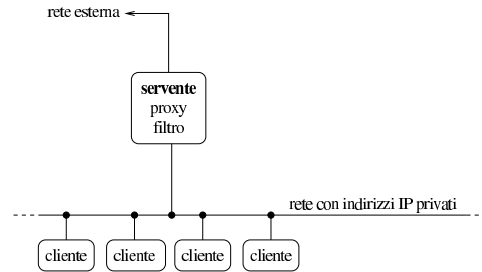 rete esterna
servente
proxy
filtro
rete con indirizzi IP privati
cliente
cliente
cliente
cliente